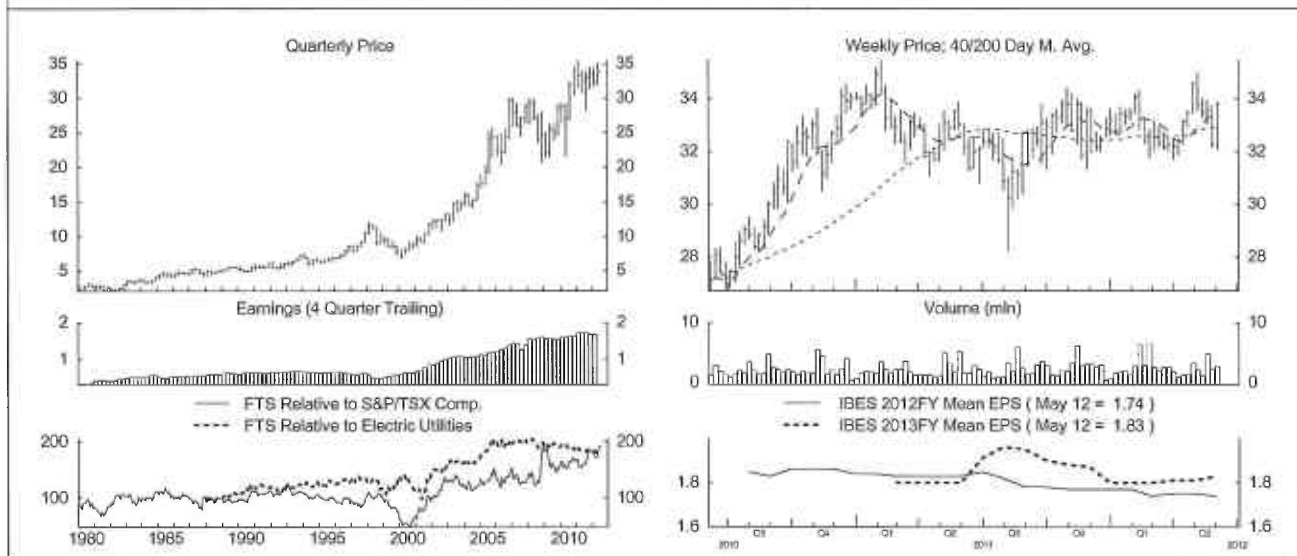 Quarterly Price
35 35
30 30
25 25
20 20
15 15
10 10
5 5
Earnings (4 Quarter Trailing)
2 2
1 1
FTS Relative to S&P/TSX Comp.
FTS Relative to Electric Utilities
200 200
100 100
1980 1985 1990 1995 2000 2005 2010
Weekly Price; 40/200 Day M. Avg.
34 34
32 32
30 30
28 28
Volume (mln)
10 10
0 0
IBES 2012FY Mean EPS ( May 12 = 1.74 )
IBES 2013FY Mean EPS ( May 12 = 1.83 )
1.8 1.8
1.6 1.6
Q3 Q4 Q1 Q2 Q3 Q4 Q1 Q2
2010 2011 2012